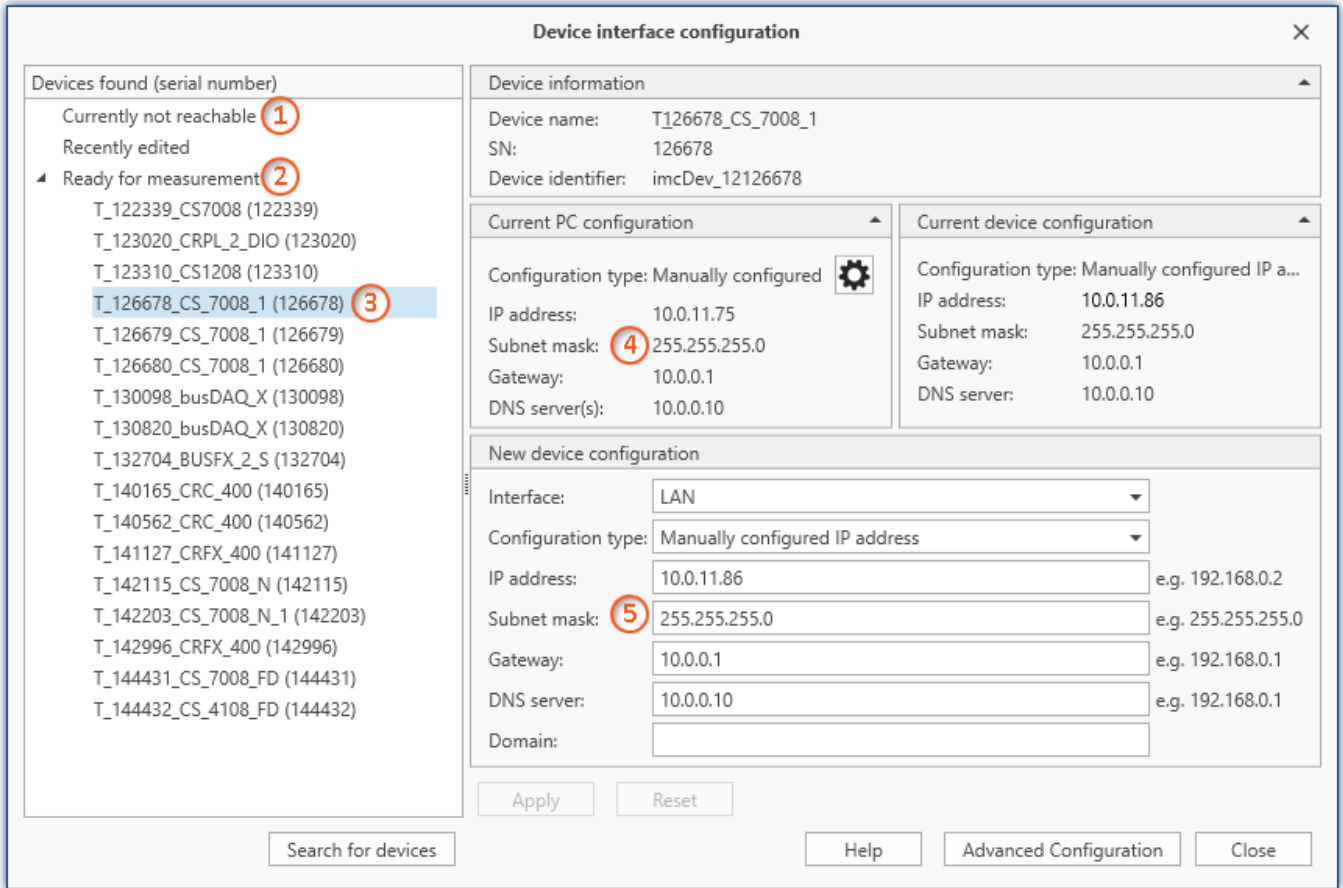 Device interface configuration
Devices found (serial number)
Currently not reachable 1
Recently edited
Ready for measurement 2
T_122339_CS7008 (122339)
T_123020_CRPL_2_DIO (123020)
T_123310_CS1208 (123310)
T_126678_CS_7008_1 (126678) 3
T_126679_CS_7008_1 (126679)
T_126680_CS_7008_1 (126680)
T_130098_busDAQ_X (130098)
T_130820_busDAQ_X (130820)
T_132704_BUSFX_2_S (132704)
T_140165_CRC_400 (140165)
T_140562_CRC_400 (140562)
T_141127_CRFX_400 (141127)
T_142115_CS_7008_N (142115)
T_142203_CS_7008_N_1 (142203)
T_142996_CRFX_400 (142996)
T_144431_CS_7008_FD (144431)
T_144432_CS_4108_FD (144432)
Search for devices
Device information
Device name: T126678_CS_7008_1
SN: 126678
Device identifier: imcDev_12126678
Current PC configuration
Configuration type: Manually configured
IP address: 10.0.11.75
Subnet mask: 4 255.255.255.0
Gateway: 10.0.0.1
DNS server(s): 10.0.0.10
Current device configuration
Configuration type: Manually configured IP a...
IP address: 10.0.11.86
Subnet mask: 255.255.255.0
Gateway: 10.0.0.1
DNS server: 10.0.0.10
New device configuration
Interface: LAN
Configuration type: Manually configured IP address
IP address: 10.0.11.86 e.g. 192.168.0.2
Subnet mask: 5 255.255.255.0 e.g. 255.255.255.0
Gateway: 10.0.0.1 e.g. 192.168.0.1
DNS server: 10.0.0.10 e.g. 192.168.0.1
Domain:
Apply Reset
Help Advanced Configuration Close